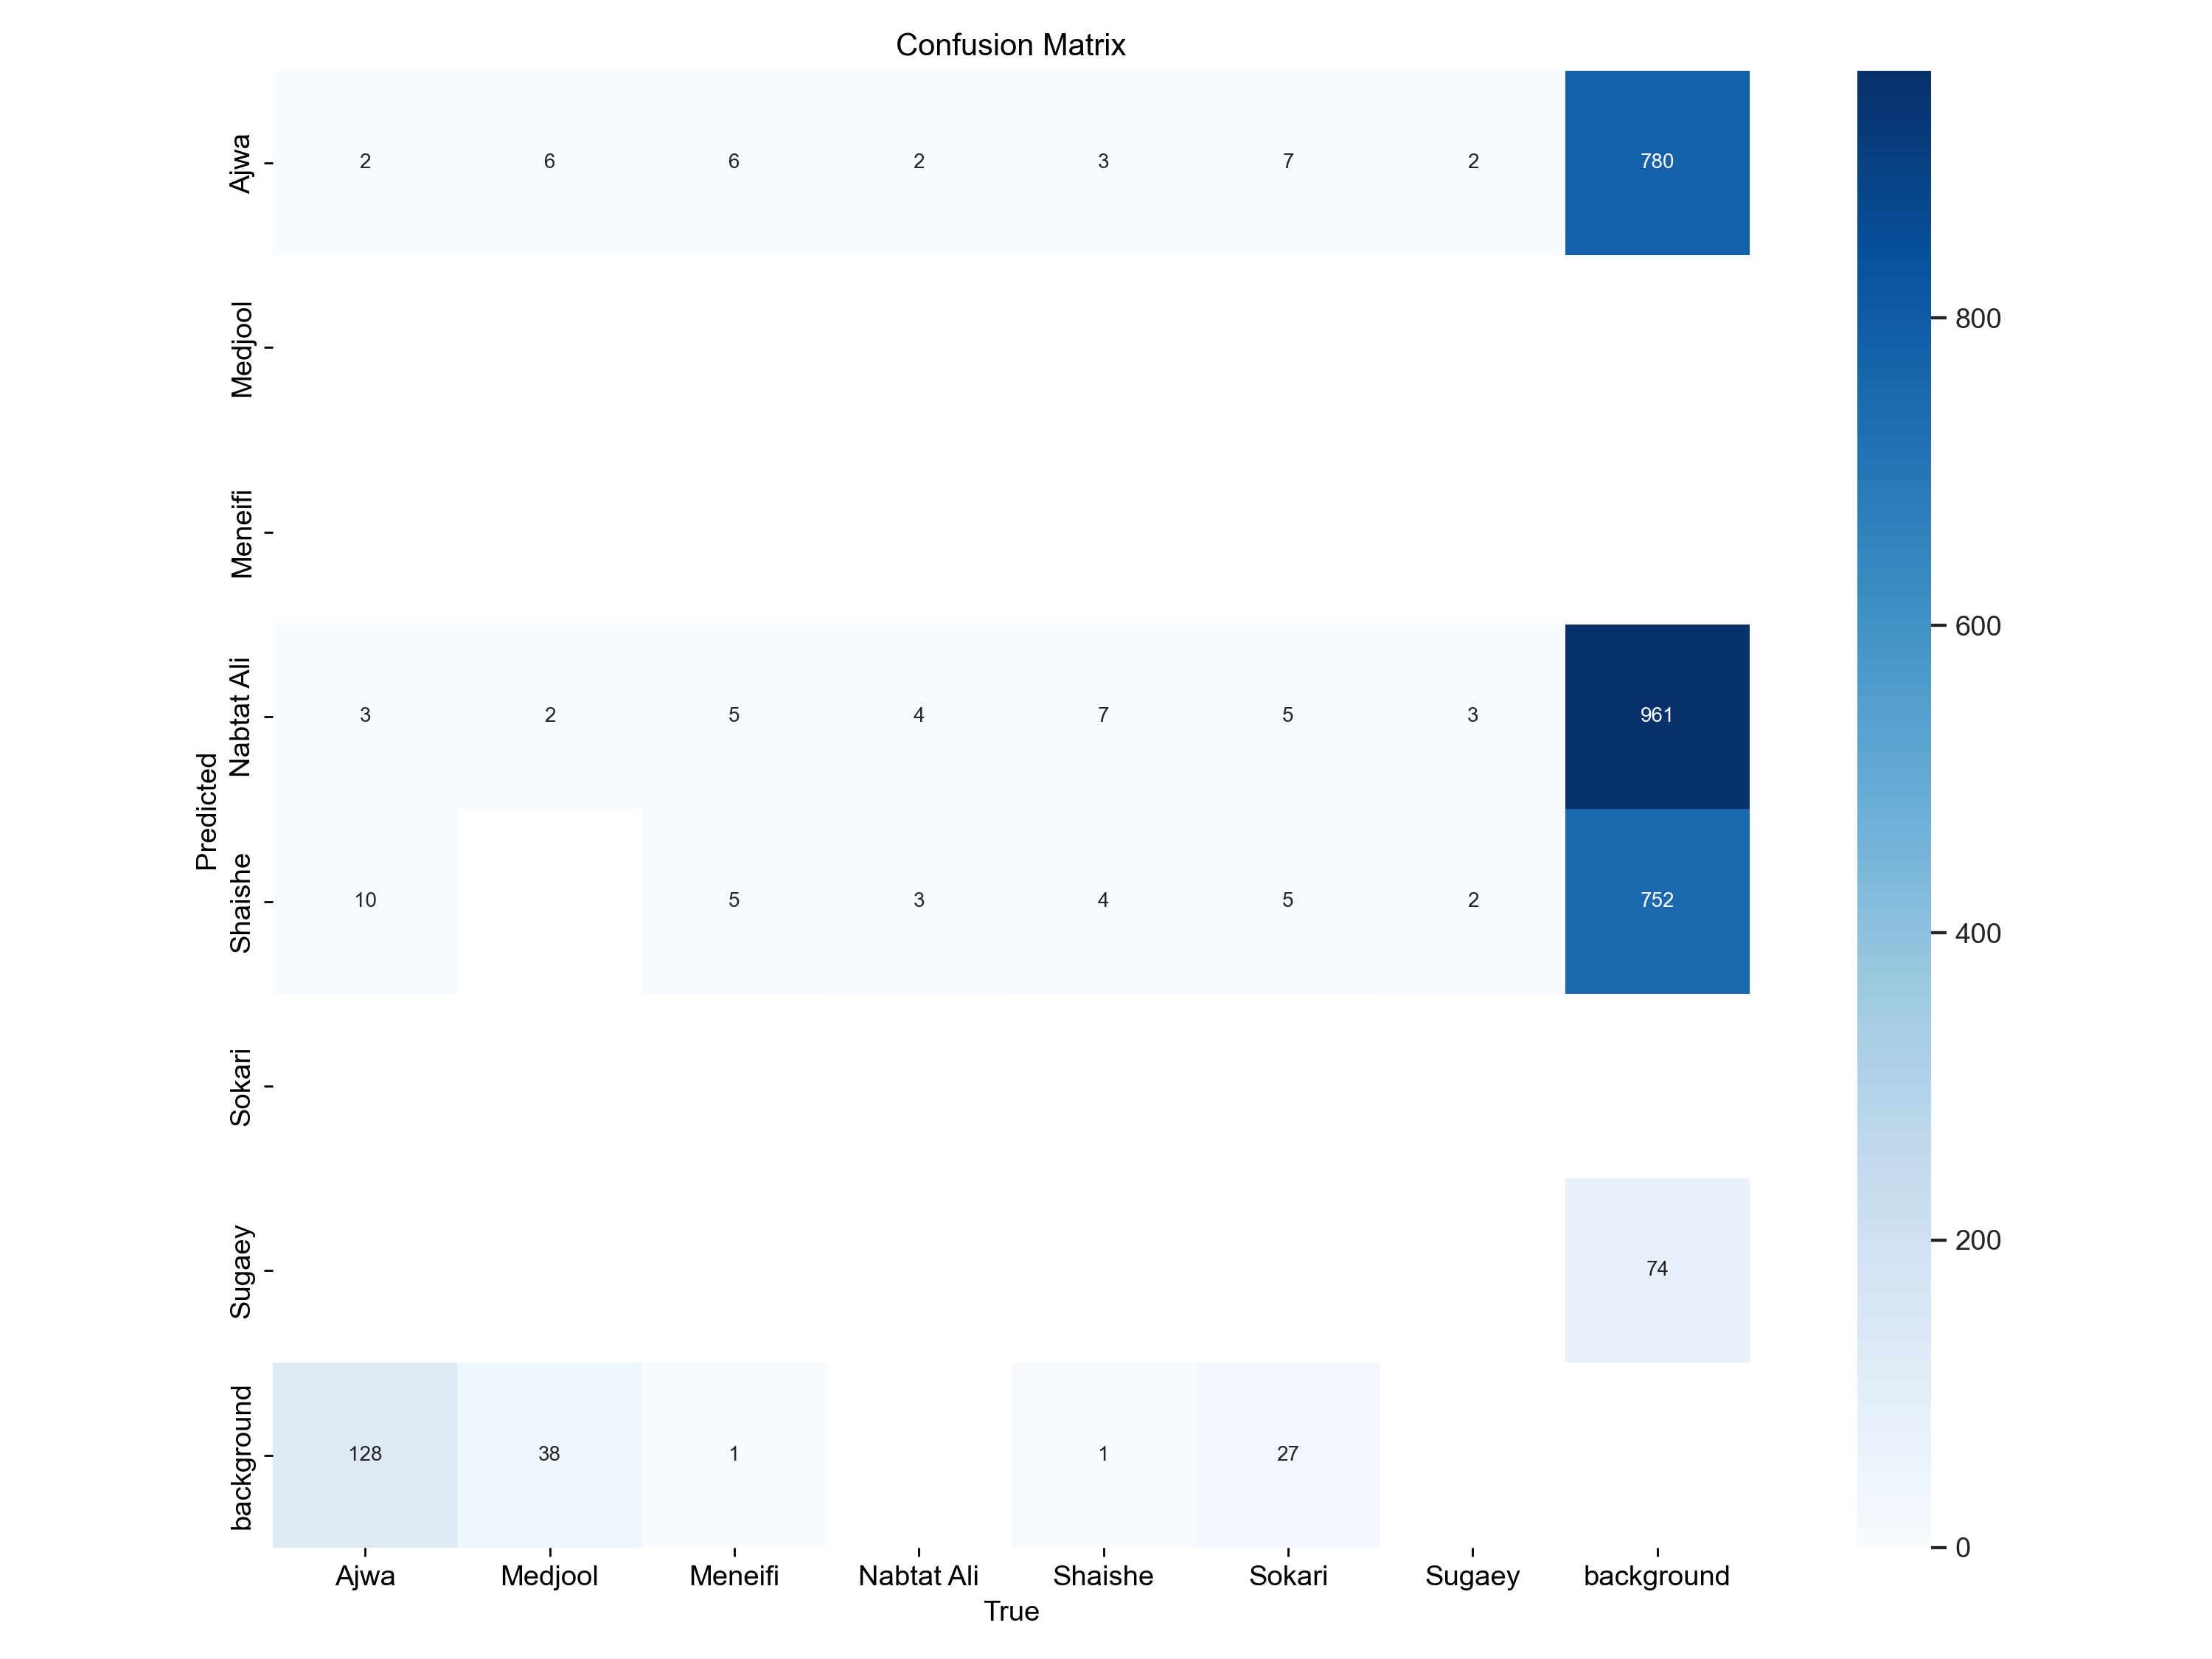 Confusion Matrix
Ajwa
2 6 6 2 3 7 2 780
Medjool
800
Meneifi
600
Nabtat Ali
3 2 5 4 7 5 3 961
Predicted
Shaishe
10 5 3 4 5 2 752
400
Sokari
Sugaey
74
200
background
128 38 1 1 27
0
Ajwa Medjool Meneifi Nabtat Ali Shaishe Sokari Sugaey background
True